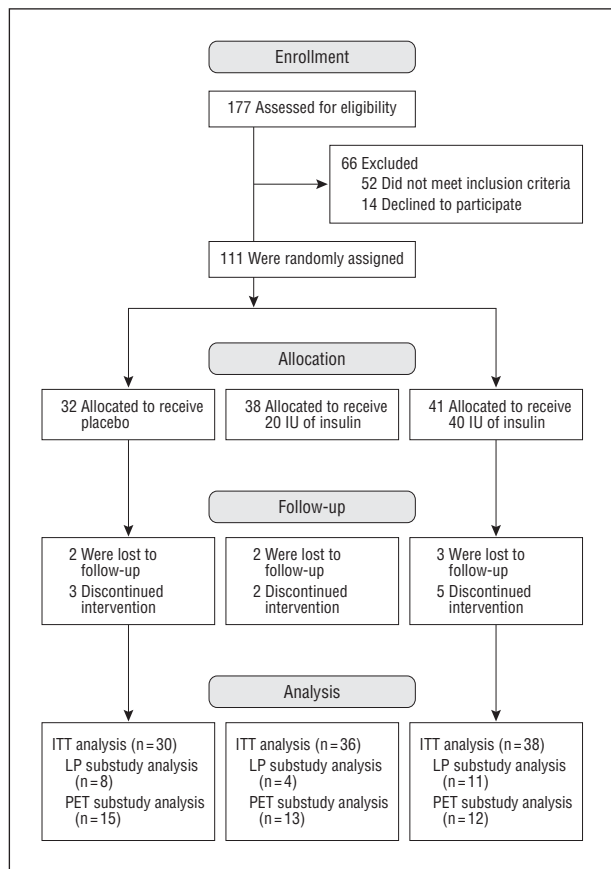 Enrollment
177 Assessed for eligibility
66 Excluded
52 Did not meet inclusion criteria
14 Declined to participate
111 Were randomly assigned
Allocation
32 Allocated to receive
placebo
38 Allocated to receive
20 IU of insulin
41 Allocated to receive
40 IU of insulin
Follow-up
2 Were lost to
follow-up
3 Discontinued
intervention
2 Were lost to
follow-up
2 Discontinued
intervention
3 Were lost to
follow-up
5 Discontinued
intervention
Analysis
ITT analysis (n=30)
LP substudy analysis
(n=8)
PET substudy analysis
(n=15)
ITT analysis (n=36)
LP substudy analysis
(n=4)
PET substudy analysis
(n=13)
ITT analysis (n=38)
LP substudy analysis
(n=11)
PET substudy analysis
(n=12)